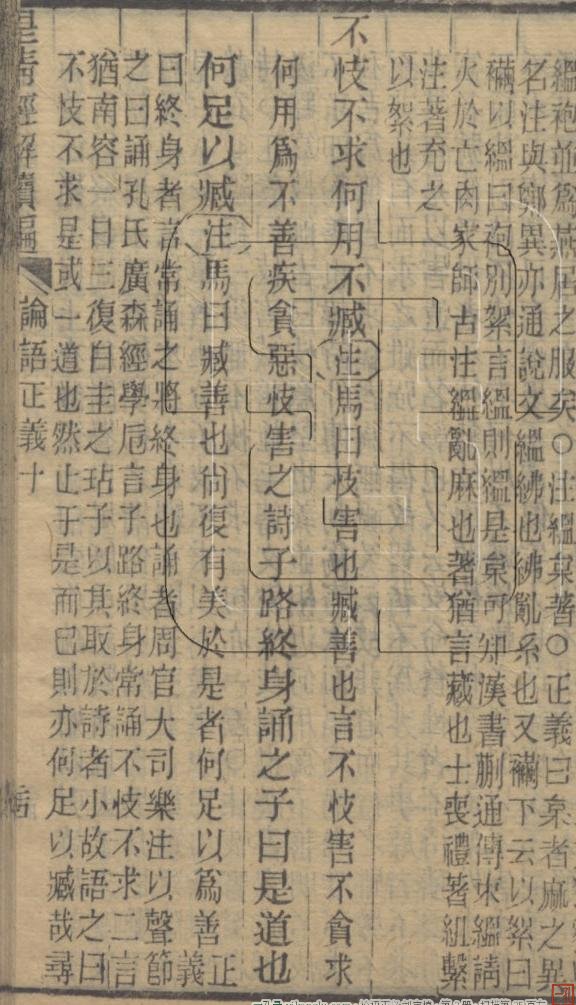 縕袍並爲燕居之服矣○注縕枲著○正義曰枲者麻之異
名注與鄭異亦通說文縕紼也紼亂系也又襺下云以絮曰
襺以縕曰袍別絮言縕則縕是枲可知漢書蒯通傳束縕請
火於亡肉家師古注縕亂麻也著猶言藏也士喪禮著組繫
注著充之
以絮也
不忮不求何用不臧注馬曰忮害也臧善也言不忮害不貪求
何用爲不善疾貪惡忮害之詩子路終身誦之子曰是道也
何足以臧注馬曰臧善也尚復有美於是者何足以爲善正義
曰終身者言常誦之將終身也誦者周官大司樂注以聲節
之曰誦孔氏廣森經學卮言子路終身常誦不忮不求二言
猶南容一日三復白圭之玷子以其取於詩者小故語之曰
不忮不求是或一道也然止于是而已則亦何足以臧哉尋
皇清經解續編 論語正義十